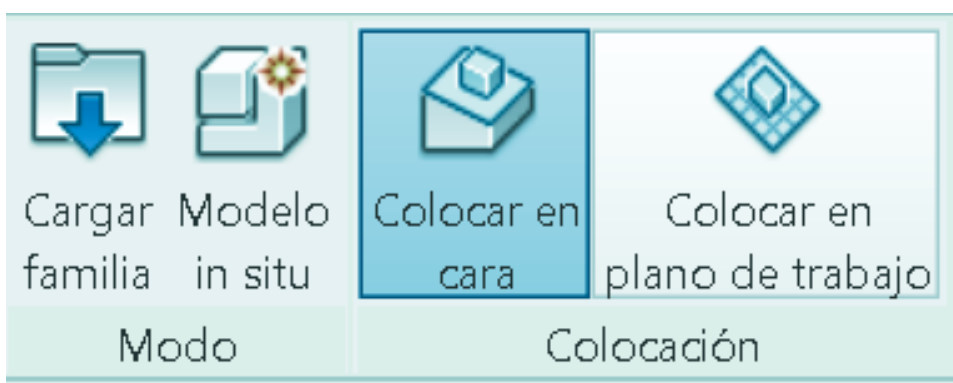 Cargar familia
Modelo in situ
Colocar en cara
Colocar en plano de trabajo
Modo
Colocación